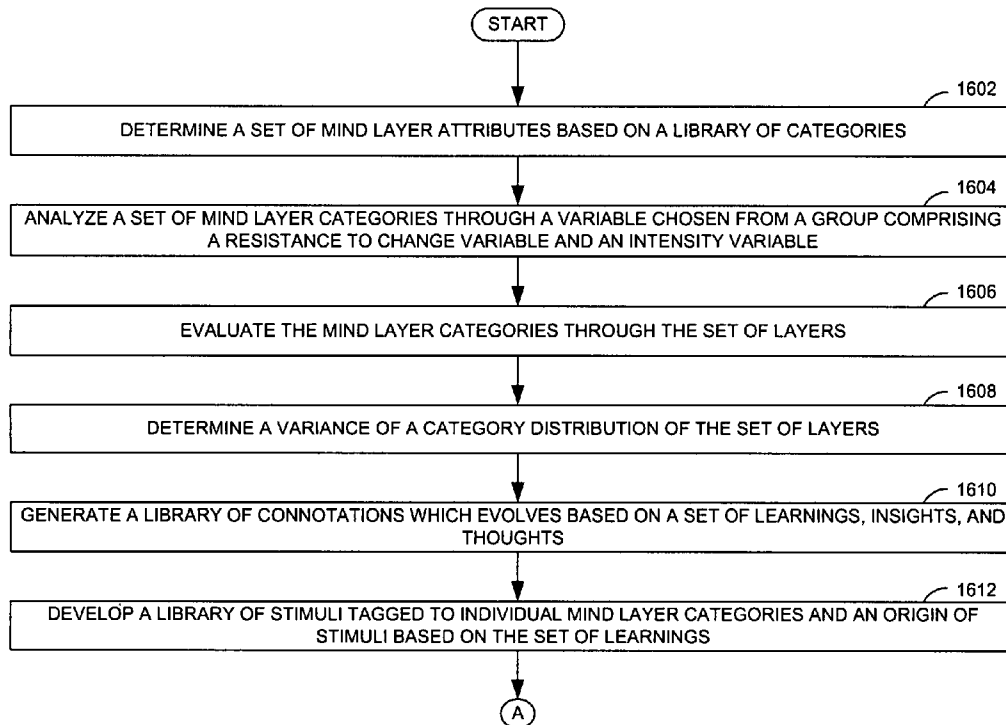 START
1602
DETERMINE A SET OF MIND LAYER ATTRIBUTES BASED ON A LIBRARY OF CATEGORIES
1604
ANALYZE A SET OF MIND LAYER CATEGORIES THROUGH A VARIABLE CHOSEN FROM A GROUP COMPRISING
A RESISTANCE TO CHANGE VARIABLE AND AN INTENSITY VARIABLE
1606
EVALUATE THE MIND LAYER CATEGORIES THROUGH THE SET OF LAYERS
1608
DETERMINE A VARIANCE OF A CATEGORY DISTRIBUTION OF THE SET OF LAYERS
1610
GENERATE A LIBRARY OF CONNOTATIONS WHICH EVOLVES BASED ON A SET OF LEARNINGS, INSIGHTS, AND
THOUGHTS
1612
DEVELOP A LIBRARY OF STIMULI TAGGED TO INDIVIDUAL MIND LAYER CATEGORIES AND AN ORIGIN OF
STIMULI BASED ON THE SET OF LEARNINGS
A